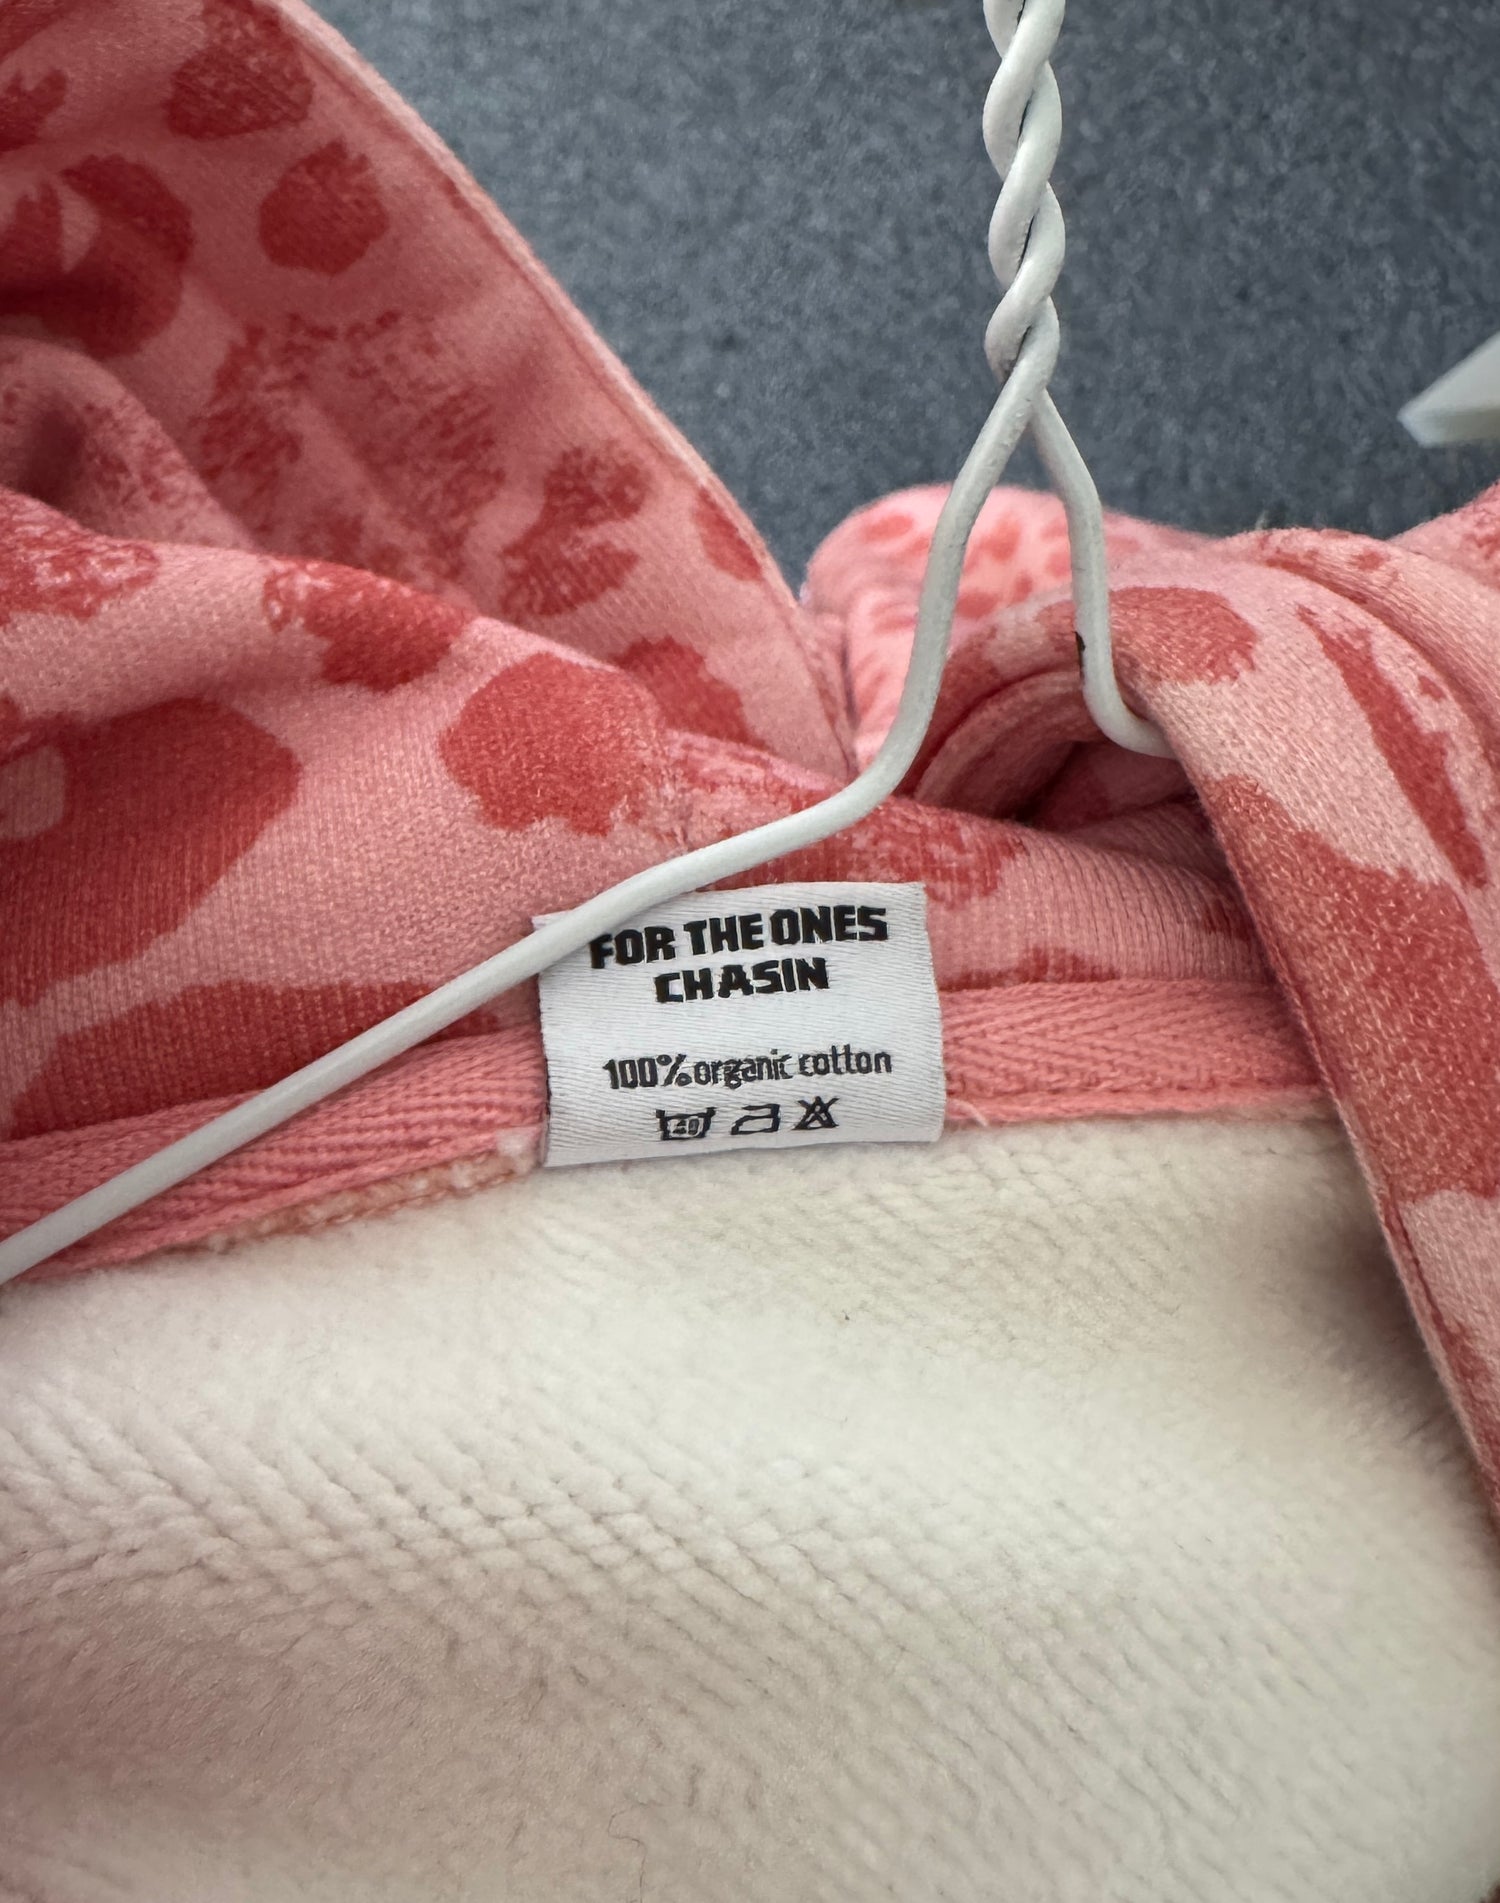 FOR THE ONES
CHASIN
100% organic cotton